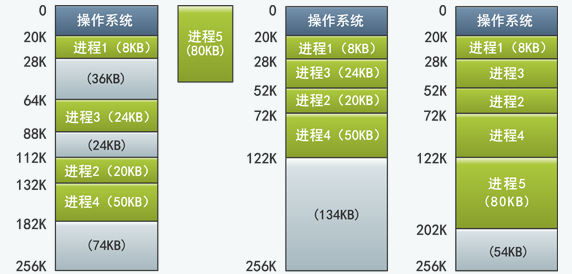 0
操作系统
20K
进程1（8KB）
28K
（36KB）
64K
进程3（24KB）
88K
（24KB）
112K
进程2（20KB）
132K
进程4（50KB）
182K
（74KB）
256K
进程5
（80KB）
0
操作系统
20K
进程1（8KB）
28K
进程3（24KB）
52K
进程2（20KB）
72K
进程4（50KB）
122K
（134KB）
256K
0
操作系统
20K
进程1（8KB）
28K
进程3
52K
进程2
72K
进程4
122K
进程5
（80KB）
202K
（54KB）
256K